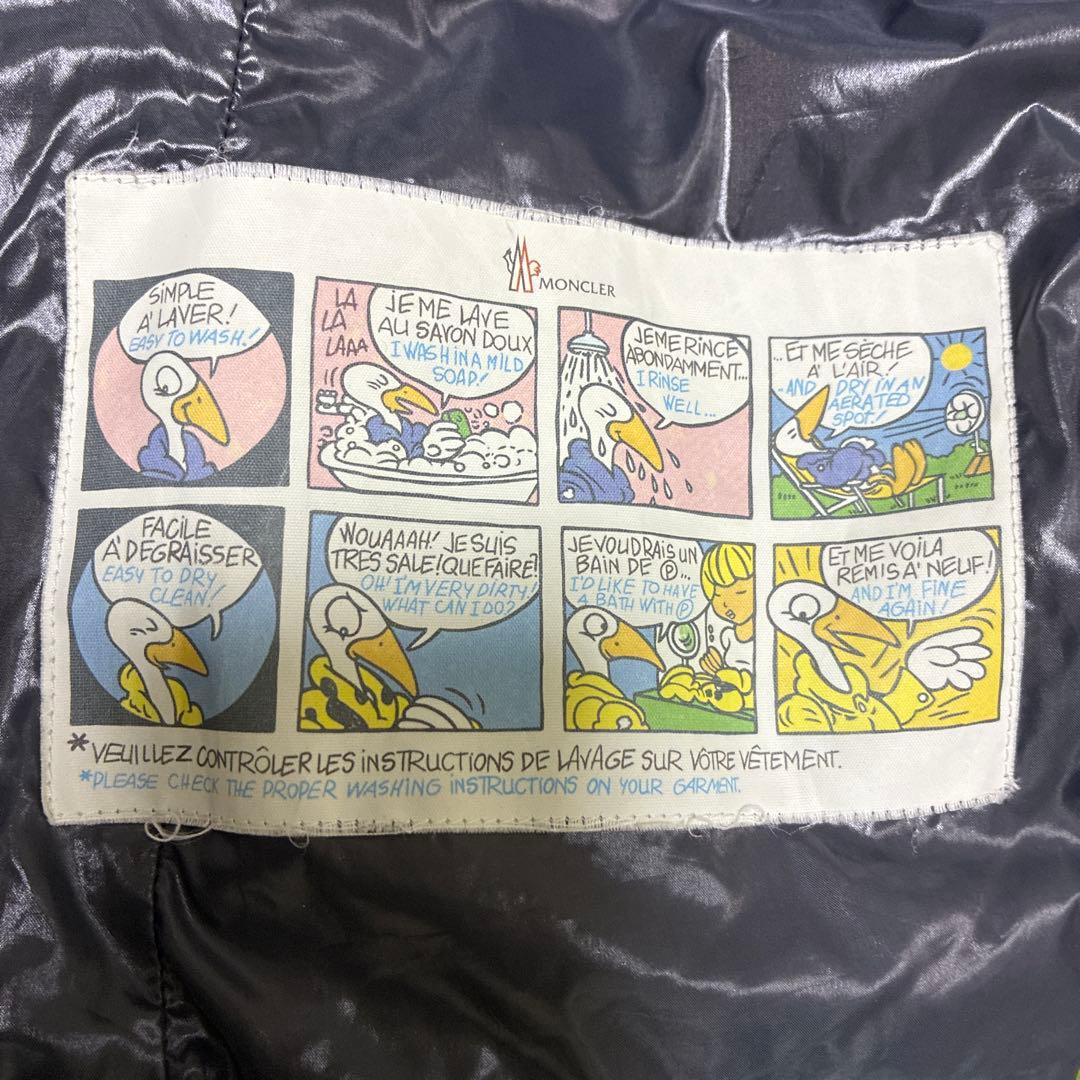 MONCLER
SiMPLE
A' LAVER!
EASY TO WASH!
LA
LA
LAAA
JE ME LAVE
AU SAVON DOUX
I WASH IN A MILD
SOAP!
JE ME RINCE
ABONDAMMENT...
I RINSE
WELL...
...ET ME SÈCHE
A' L'AIR!
..AND I DRY IN AN
AERATED
SPOT!
FACILE
A' DEGRAISSER
EASY TO DRY
CLEAN!
WOUAAAH! JE SUIS
TRES SALE! QUE FAIRE?
OH! I'M VERY DIRTY!
WHAT CAN I DO?
JE VOUDRAIS UN
BAIN DE Ⓟ...
I'D LIKE TO HAVE
A BATH WITH Ⓟ
ET ME VOILA
REMIS A' NEUF!
AND I'M FINE
AGAIN!
*VEUILLEZ CONTRÔLER LES iNSTRUCTIONS DE LAVAGE SUR VÔTRE VÊTEMENT.
*PLEASE CHECK THE PROPER WASHING INSTRUCTIONS ON YOUR GARMENT.